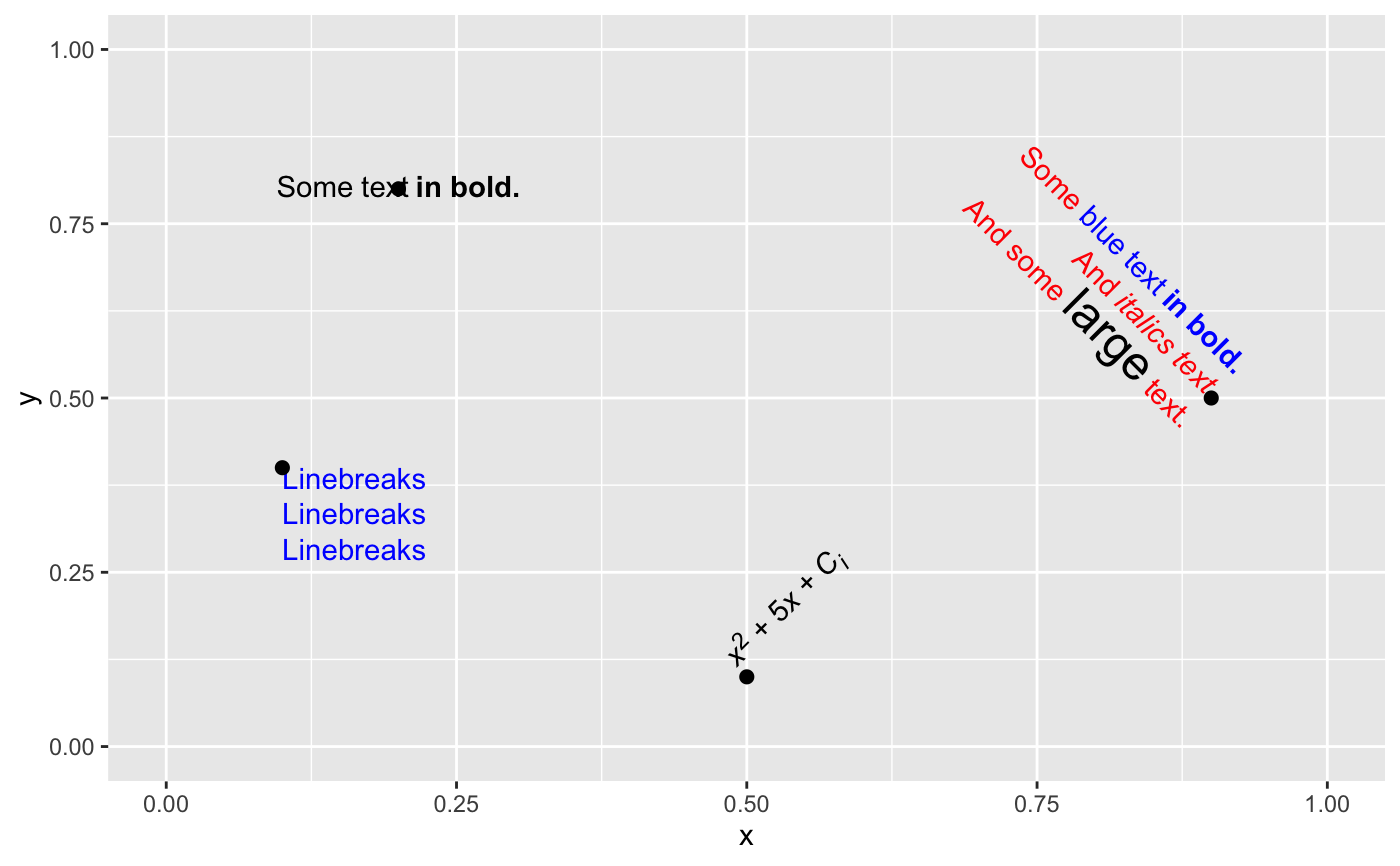 1.00
0.75
0.50
0.25
0.00
y
Some text in bold.
Some blue text in bold.
And italics text.
And some large text.
Linebreaks
Linebreaks
Linebreaks
x² + 5x + Cᵢ
0.00 0.25 0.50 0.75 1.00
x